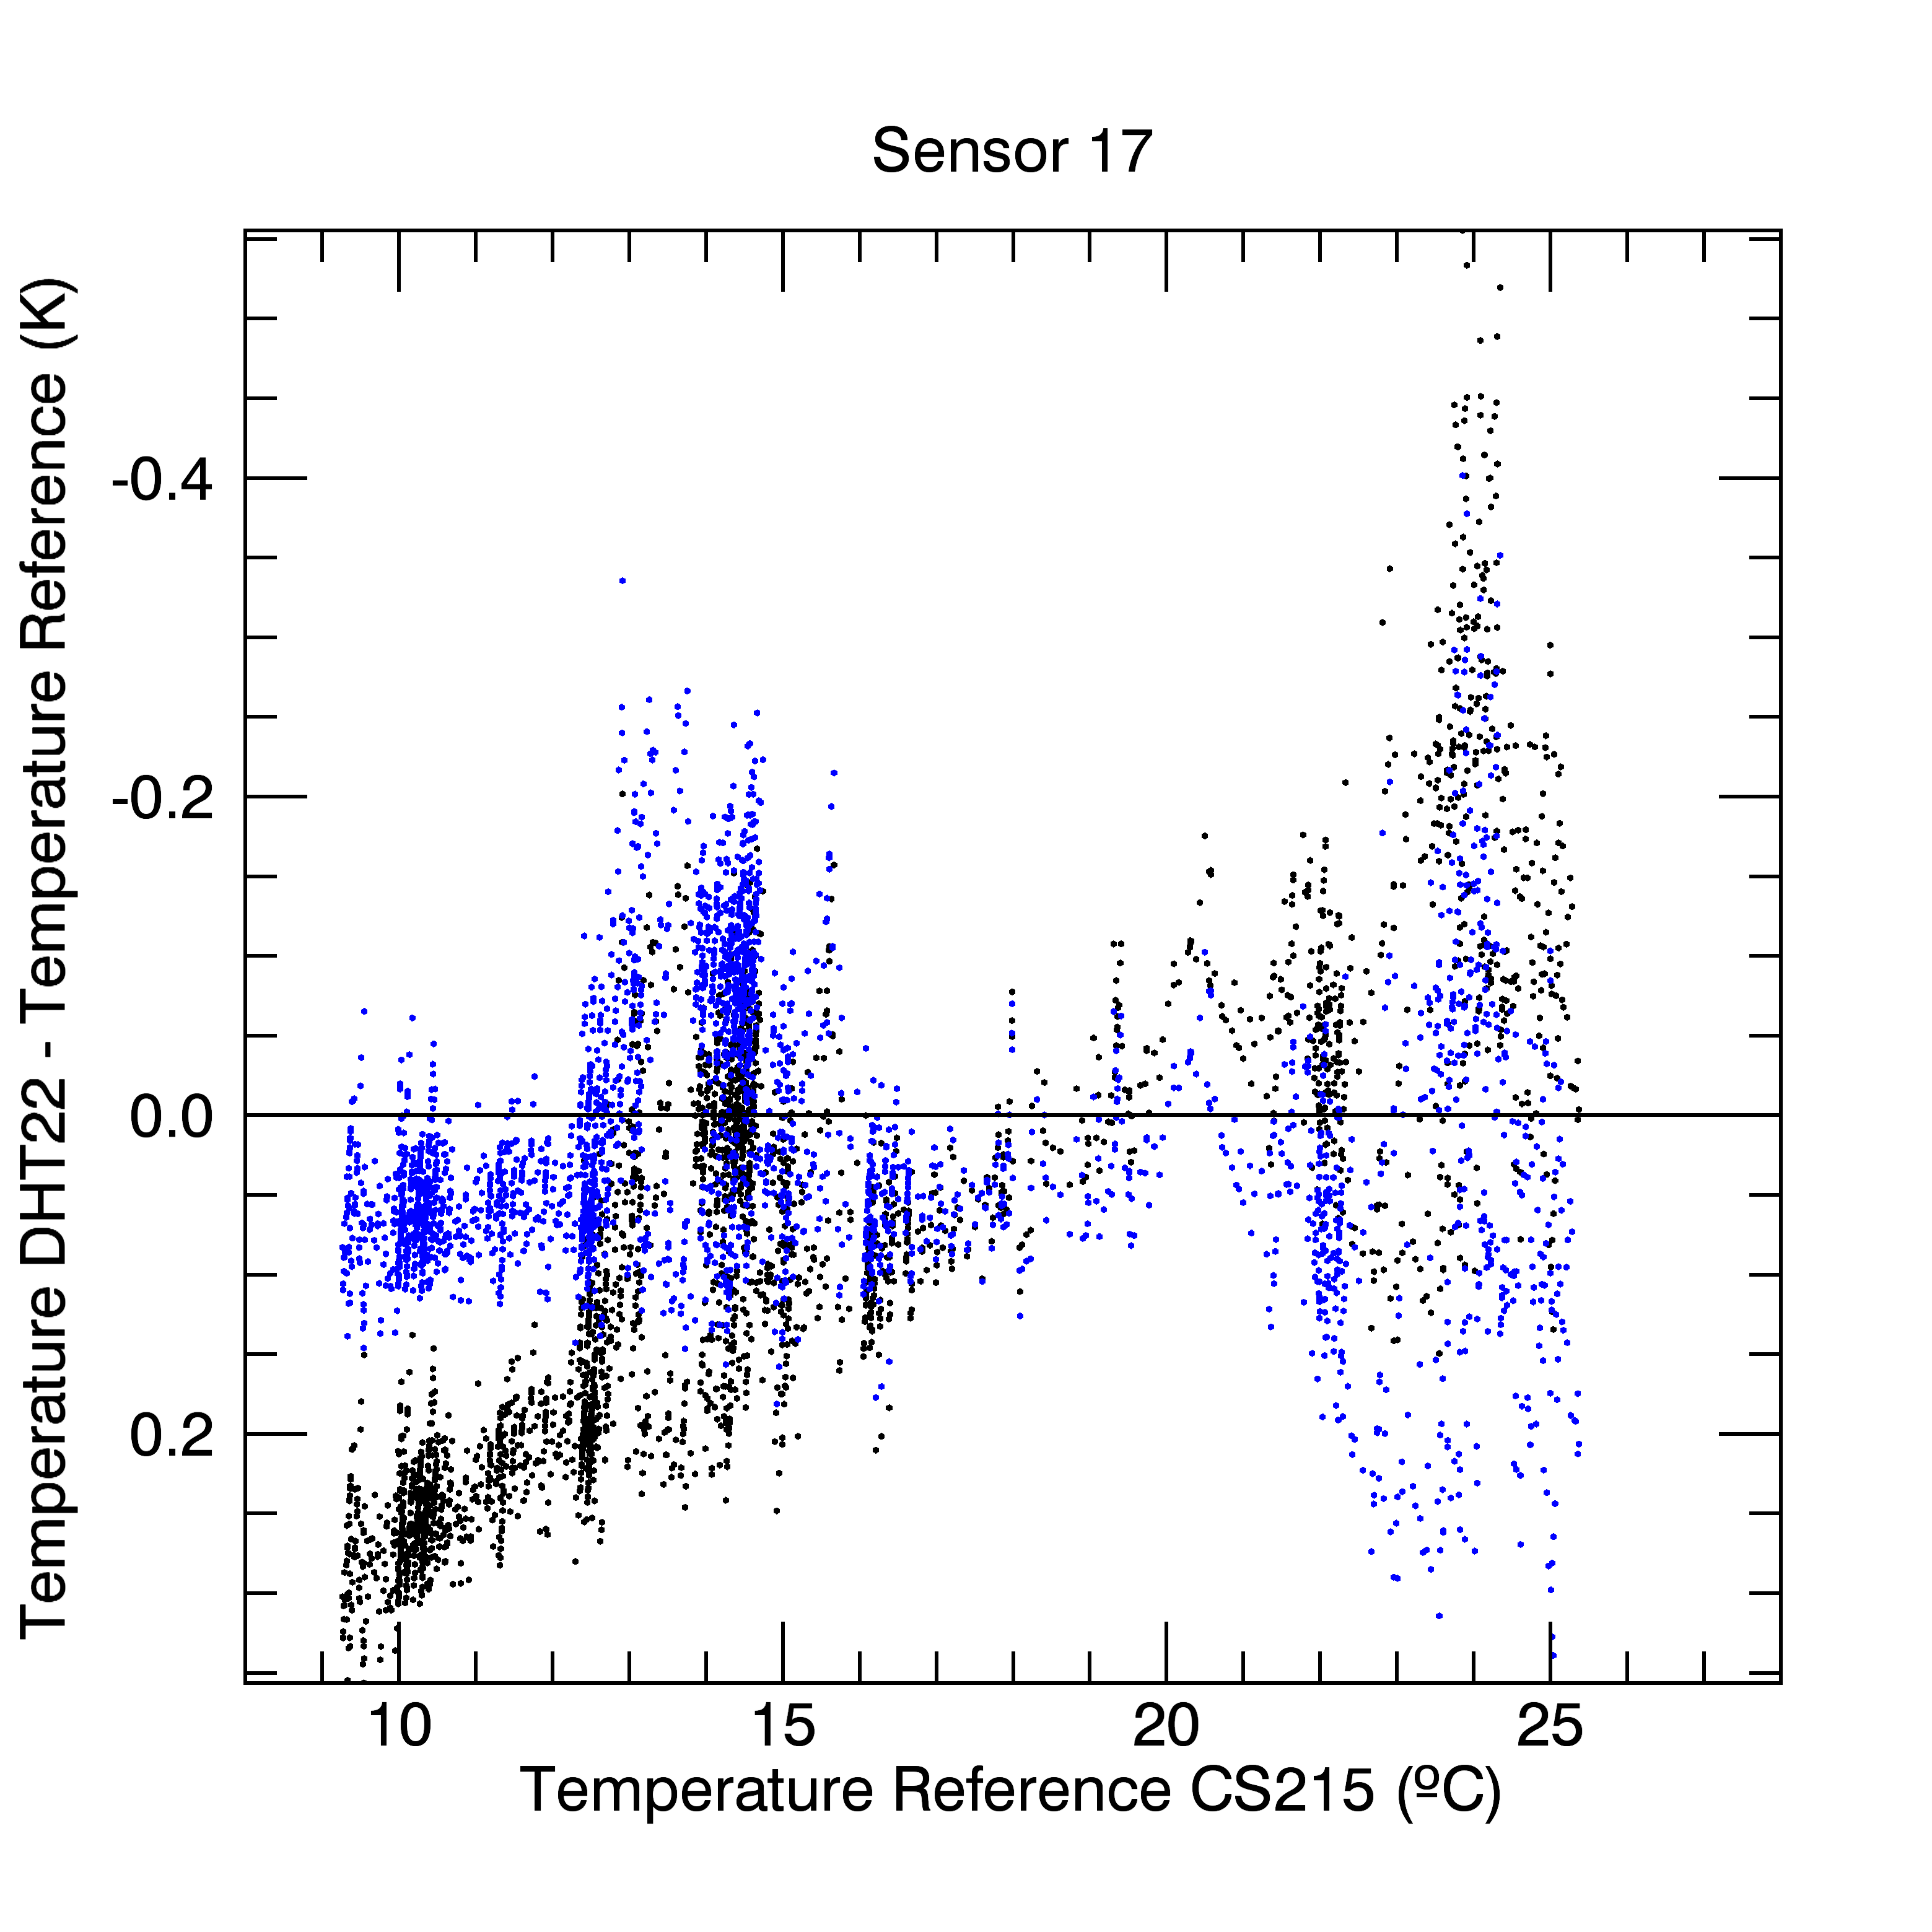 Sensor 17
Temperature DHT22 - Temperature Reference (K)
-0.4
-0.2
0.0
0.2
10 15 20 25
Temperature Reference CS215 (ºC)